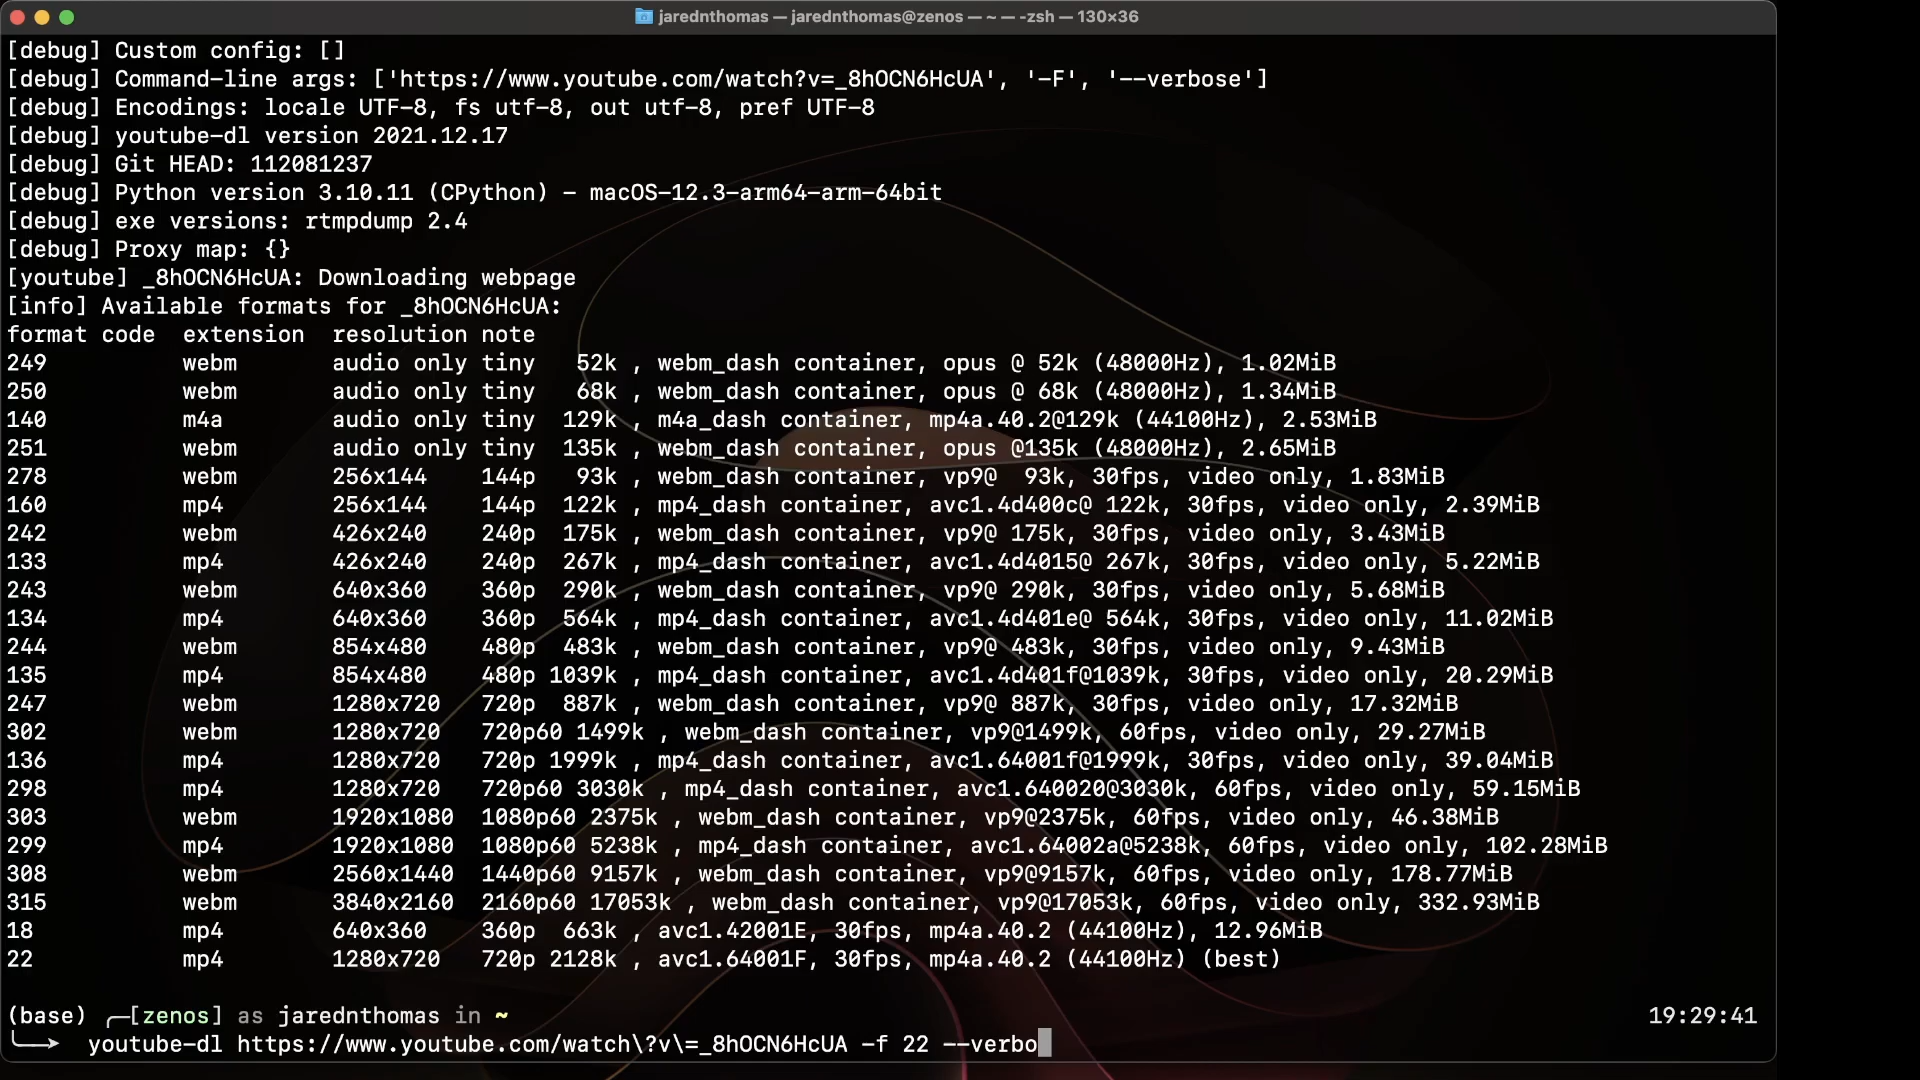 jarednthomas — jarednthomas@zenos — ~ — -zsh — 130×36
[debug] Custom config: []
[debug] Command-line args: ['https://www.youtube.com/watch?v=_8hOCN6HcUA', '-F', '--verbose']
[debug] Encodings: locale UTF-8, fs utf-8, out utf-8, pref UTF-8
[debug] youtube-dl version 2021.12.17
[debug] Git HEAD: 112081237
[debug] Python version 3.10.11 (CPython) - macOS-12.3-arm64-arm-64bit
[debug] exe versions: rtmpdump 2.4
[debug] Proxy map: {}
[youtube] _8hOCN6HcUA: Downloading webpage
[info] Available formats for _8hOCN6HcUA:
format code  extension  resolution note
249          webm       audio only tiny   52k , webm_dash container, opus @ 52k (48000Hz), 1.02MiB
250          webm       audio only tiny   68k , webm_dash container, opus @ 68k (48000Hz), 1.34MiB
140          m4a        audio only tiny  129k , m4a_dash container, mp4a.40.2@129k (44100Hz), 2.53MiB
251          webm       audio only tiny  135k , webm_dash container, opus @135k (48000Hz), 2.65MiB
278          webm       256x144    144p   93k , webm_dash container, vp9@  93k, 30fps, video only, 1.83MiB
160          mp4        256x144    144p  122k , mp4_dash container, avc1.4d400c@ 122k, 30fps, video only, 2.39MiB
242          webm       426x240    240p  175k , webm_dash container, vp9@ 175k, 30fps, video only, 3.43MiB
133          mp4        426x240    240p  267k , mp4_dash container, avc1.4d4015@ 267k, 30fps, video only, 5.22MiB
243          webm       640x360    360p  290k , webm_dash container, vp9@ 290k, 30fps, video only, 5.68MiB
134          mp4        640x360    360p  564k , mp4_dash container, avc1.4d401e@ 564k, 30fps, video only, 11.02MiB
244          webm       854x480    480p  483k , webm_dash container, vp9@ 483k, 30fps, video only, 9.43MiB
135          mp4        854x480    480p 1039k , mp4_dash container, avc1.4d401f@1039k, 30fps, video only, 20.29MiB
247          webm       1280x720   720p  887k , webm_dash container, vp9@ 887k, 30fps, video only, 17.32MiB
302          webm       1280x720   720p60 1499k , webm_dash container, vp9@1499k, 60fps, video only, 29.27MiB
136          mp4        1280x720   720p 1999k , mp4_dash container, avc1.64001f@1999k, 30fps, video only, 39.04MiB
298          mp4        1280x720   720p60 3030k , mp4_dash container, avc1.640020@3030k, 60fps, video only, 59.15MiB
303          webm       1920x1080  1080p60 2375k , webm_dash container, vp9@2375k, 60fps, video only, 46.38MiB
299          mp4        1920x1080  1080p60 5238k , mp4_dash container, avc1.64002a@5238k, 60fps, video only, 102.28MiB
308          webm       2560x1440  1440p60 9157k , webm_dash container, vp9@9157k, 60fps, video only, 178.77MiB
315          webm       3840x2160  2160p60 17053k , webm_dash container, vp9@17053k, 60fps, video only, 332.93MiB
18           mp4        640x360    360p  663k , avc1.42001E, 30fps, mp4a.40.2 (44100Hz), 12.96MiB
22           mp4        1280x720   720p 2128k , avc1.64001F, 30fps, mp4a.40.2 (44100Hz) (best)
(base) ╭─[zenos] as jarednthomas in ~ 19:29:41
╰──➤  youtube-dl https://www.youtube.com/watch\?v\=_8hOCN6HcUA -f 22 --verbo